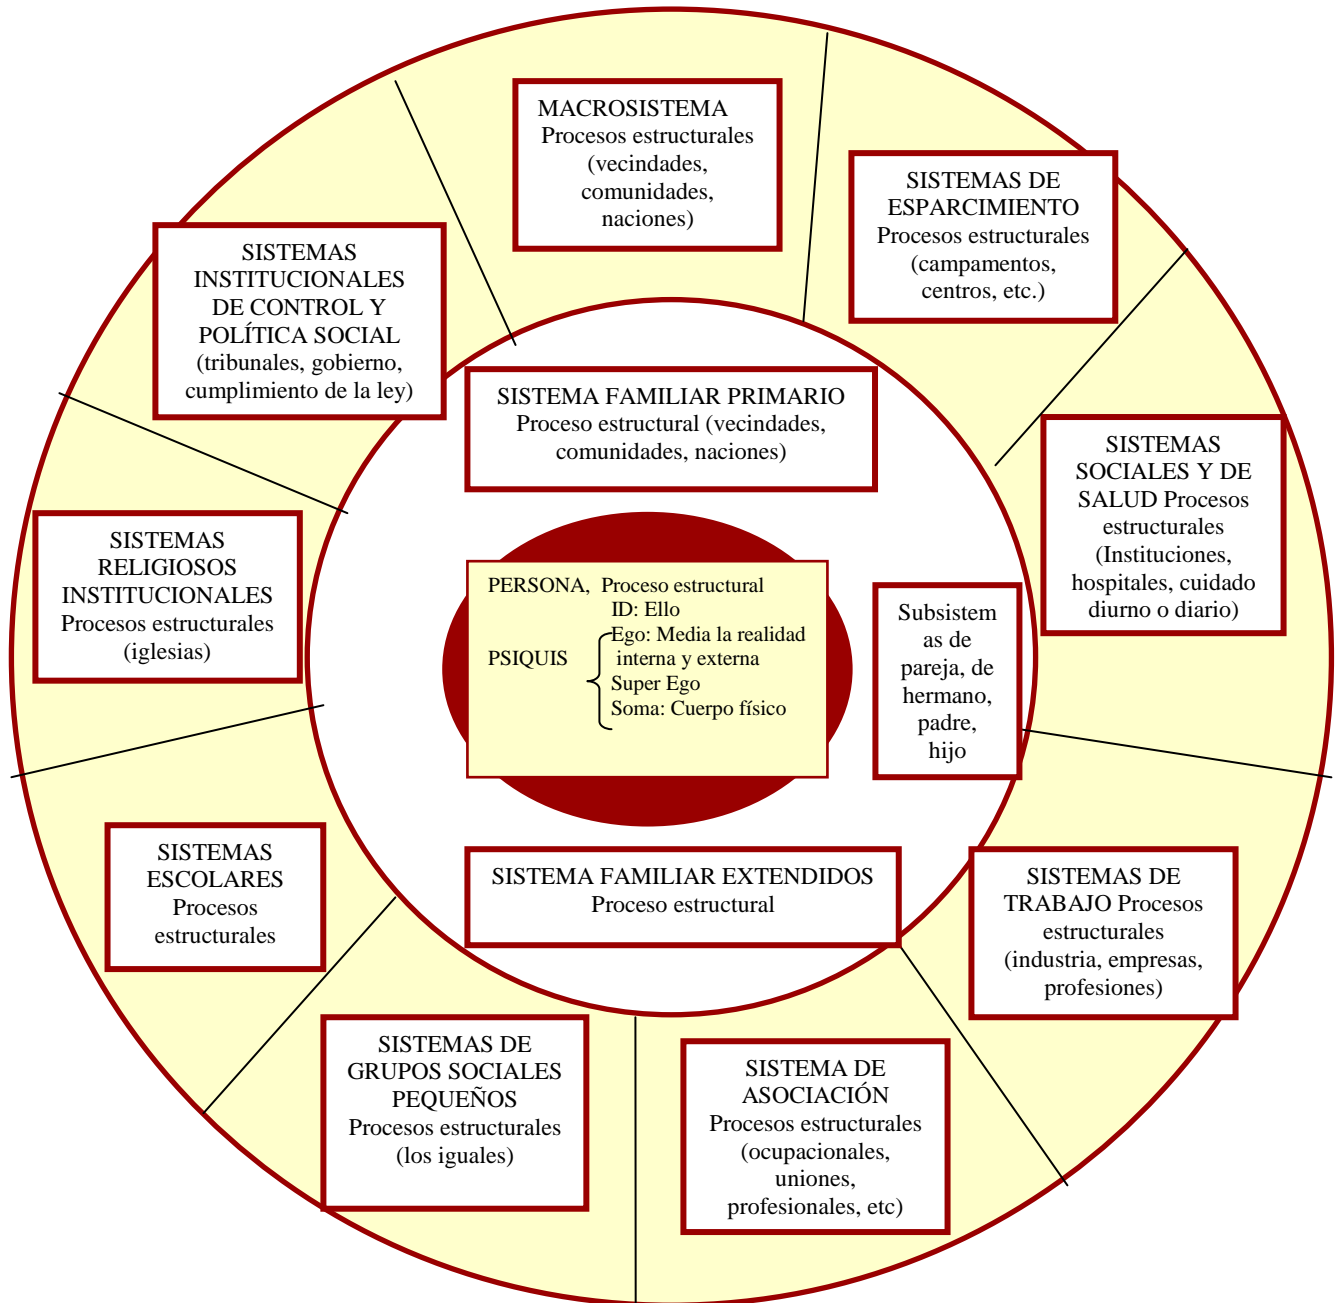 MACROSISTEMA
Procesos estructurales
(vecindades,
comunidades,
naciones)
SISTEMAS DE
ESPARCIMIENTO
Procesos estructurales
(campamentos,
centros, etc.)
SISTEMAS
INSTITUCIONALES
DE CONTROL Y
POLÍTICA SOCIAL
(tribunales, gobierno,
cumplimiento de la ley)
SISTEMA FAMILIAR PRIMARIO
Proceso estructural (vecindades,
comunidades, naciones)
SISTEMAS
SOCIALES Y DE
SALUD Procesos
estructurales
(Instituciones,
hospitales, cuidado
diurno o diario)
SISTEMAS
RELIGIOSOS
INSTITUCIONALES
Procesos estructurales
(iglesias)
PERSONA, Proceso estructural
ID: Ello
Ego: Media la realidad
PSIQUIS interna y externa
Super Ego
Soma: Cuerpo físico
Subsistem
as de
pareja, de
hermano,
padre,
hijo
SISTEMAS
ESCOLARES
Procesos
estructurales
SISTEMA FAMILIAR EXTENDIDOS
Proceso estructural
SISTEMAS DE
TRABAJO Procesos
estructurales
(industria, empresas,
profesiones)
SISTEMAS DE
GRUPOS SOCIALES
PEQUEÑOS
Procesos estructurales
(los iguales)
SISTEMA DE
ASOCIACIÓN
Procesos estructurales
(ocupacionales,
uniones,
profesionales, etc)